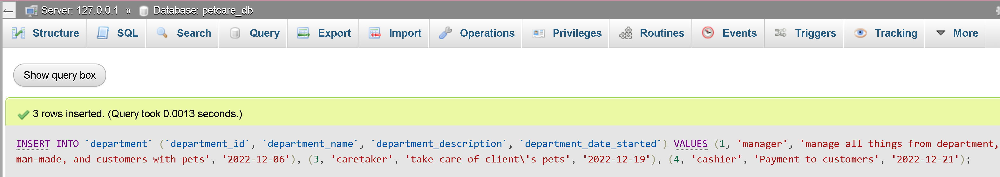 ← Server: 127.0.0.1 » Database: petcare_db
Structure SQL Search Query Export Import Operations Privileges Routines Events Triggers Tracking More
Show query box
3 rows inserted. (Query took 0.0013 seconds.)
INSERT INTO `department` (`department_id`, `department_name`, `department_description`, `department_date_started`) VALUES (1, 'manager', 'manage all things from department,
man-made, and customers with pets', '2022-12-06'), (3, 'caretaker', 'take care of client\'s pets', '2022-12-19'), (4, 'cashier', 'Payment to customers', '2022-12-21');